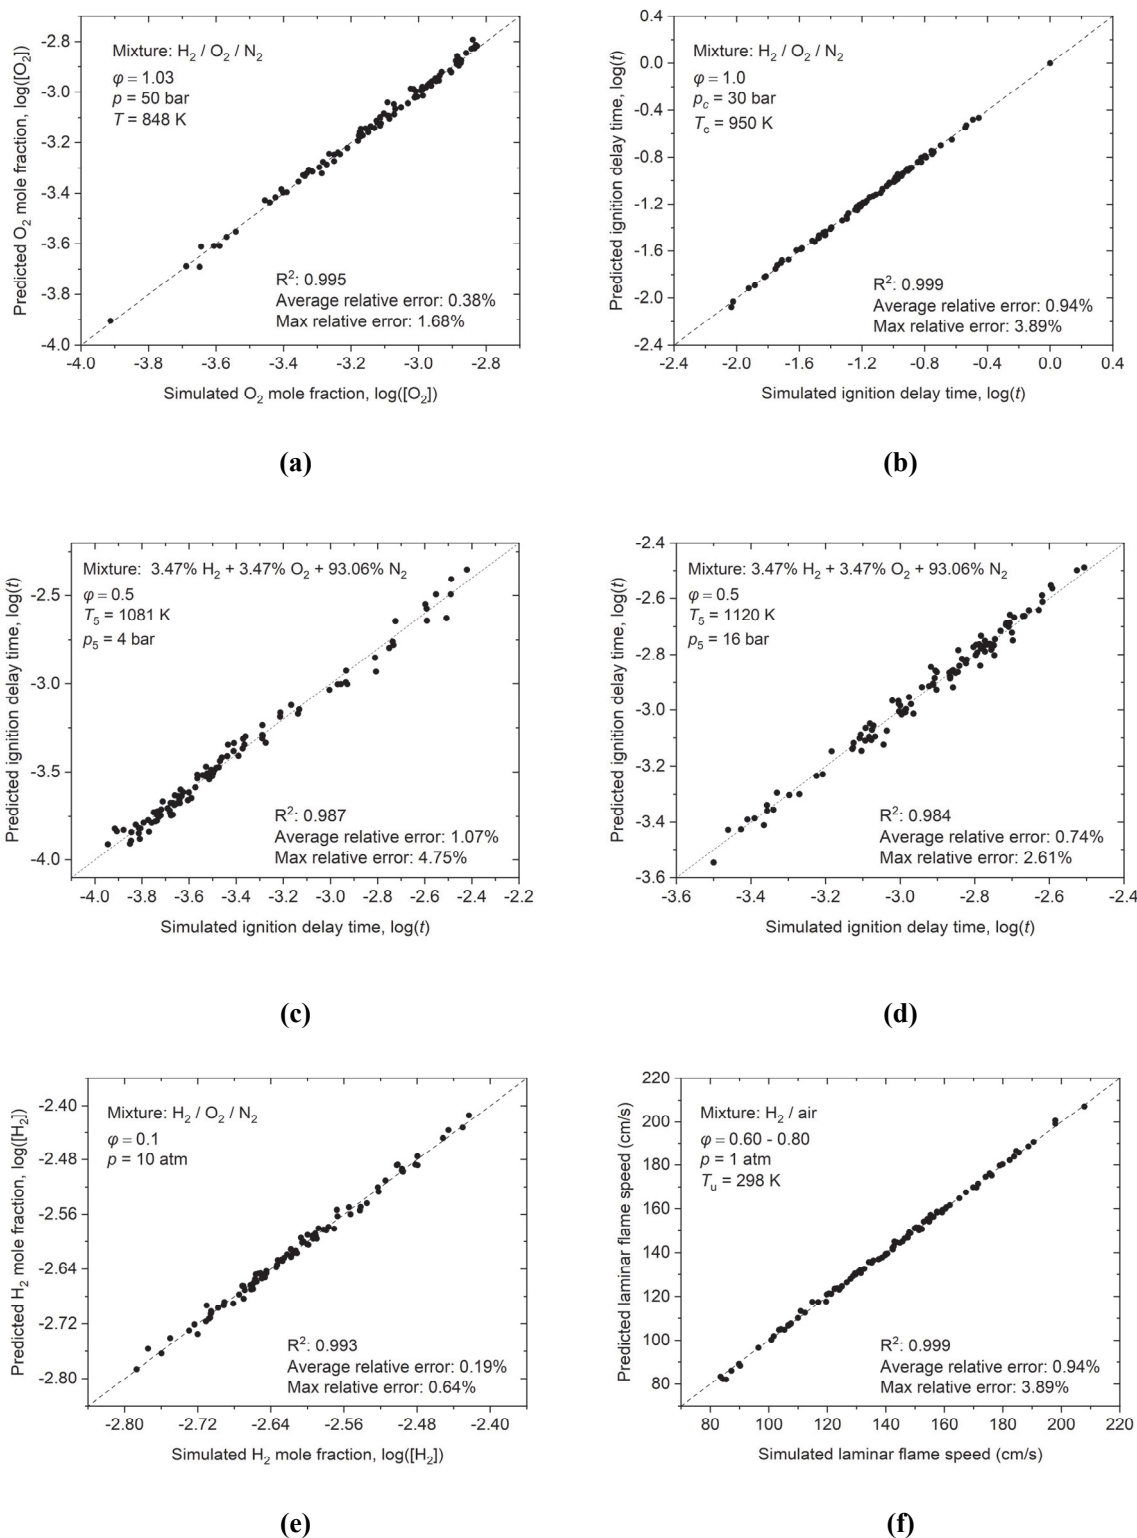 Mixture: H2 / O2 / N2
φ = 1.03
p = 50 bar
T = 848 K
R2: 0.995
Average relative error: 0.38%
Max relative error: 1.68%
Predicted O2 mole fraction, log([O2])
-2.8
-3.0
-3.2
-3.4
-3.6
-3.8
-4.0
-4.0 -3.8 -3.6 -3.4 -3.2 -3.0 -2.8
Simulated O2 mole fraction, log([O2])
(a)
Mixture: H2 / O2 / N2
φ = 1.0
pc = 30 bar
Tc = 950 K
R2: 0.999
Average relative error: 0.94%
Max relative error: 3.89%
Predicted ignition delay time, log(t)
0.4
0.0
-0.4
-0.8
-1.2
-1.6
-2.0
-2.4
-2.4 -2.0 -1.6 -1.2 -0.8 -0.4 0.0 0.4
Simulated ignition delay time, log(t)
(b)
Mixture: 3.47% H2 + 3.47% O2 + 93.06% N2
φ = 0.5
T5 = 1081 K
p5 = 4 bar
R2: 0.987
Average relative error: 1.07%
Max relative error: 4.75%
Predicted ignition delay time, log(t)
-2.5
-3.0
-3.5
-4.0
-4.0 -3.8 -3.6 -3.4 -3.2 -3.0 -2.8 -2.6 -2.4 -2.2
Simulated ignition delay time, log(t)
(c)
Mixture: 3.47% H2 + 3.47% O2 + 93.06% N2
φ = 0.5
T5 = 1120 K
p5 = 16 bar
R2: 0.984
Average relative error: 0.74%
Max relative error: 2.61%
Predicted ignition delay time, log(t)
-2.4
-2.6
-2.8
-3.0
-3.2
-3.4
-3.6
-3.6 -3.4 -3.2 -3.0 -2.8 -2.6 -2.4
Simulated ignition delay time, log(t)
(d)
Mixture: H2 / O2 / N2
φ = 0.1
p = 10 atm
R2: 0.993
Average relative error: 0.19%
Max relative error: 0.64%
Predicted H2 mole fraction, log([H2])
-2.40
-2.48
-2.56
-2.64
-2.72
-2.80
-2.80 -2.72 -2.64 -2.56 -2.48 -2.40
Simulated H2 mole fraction, log([H2])
(e)
Mixture: H2 / air
φ = 0.60 - 0.80
p = 1 atm
Tu = 298 K
R2: 0.999
Average relative error: 0.94%
Max relative error: 3.89%
Predicted laminar flame speed (cm/s)
220
200
180
160
140
120
100
80
80 100 120 140 160 180 200 220
Simulated laminar flame speed (cm/s)
(f)